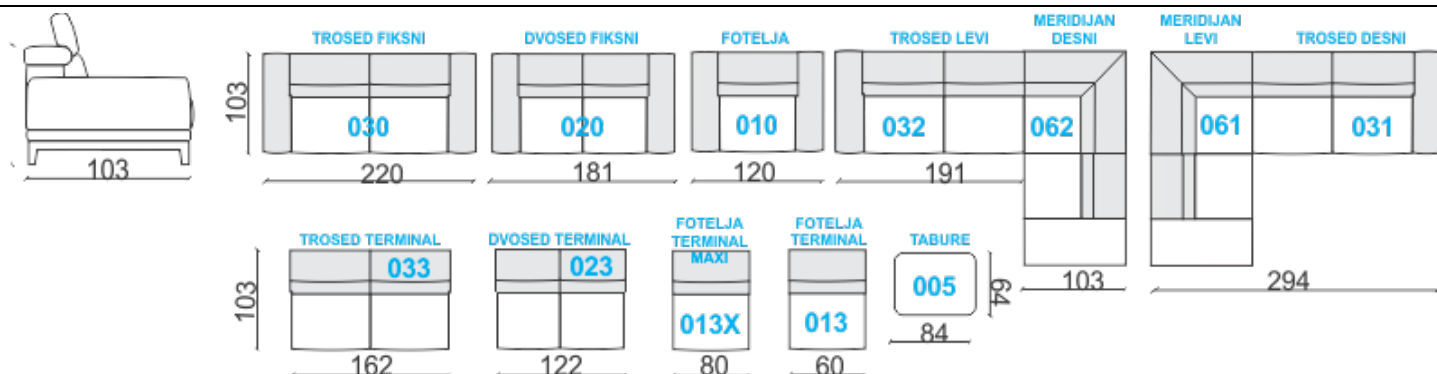 MERIDIJAN
DESNI
MERIDIJAN
LEVI
TROSED FIKSNI
DVOSED FIKSNI
FOTELJA
TROSED LEVI
TROSED DESNI
103
030
020
010
032
062
061
031
103
220
181
120
191
TROSED TERMINAL
DVOSED TERMINAL
FOTELJA
TERMINAL
MAXI
FOTELJA
TERMINAL
TABURE
103
033
023
013X
013
005
64
84
103
294
162
122
80
60